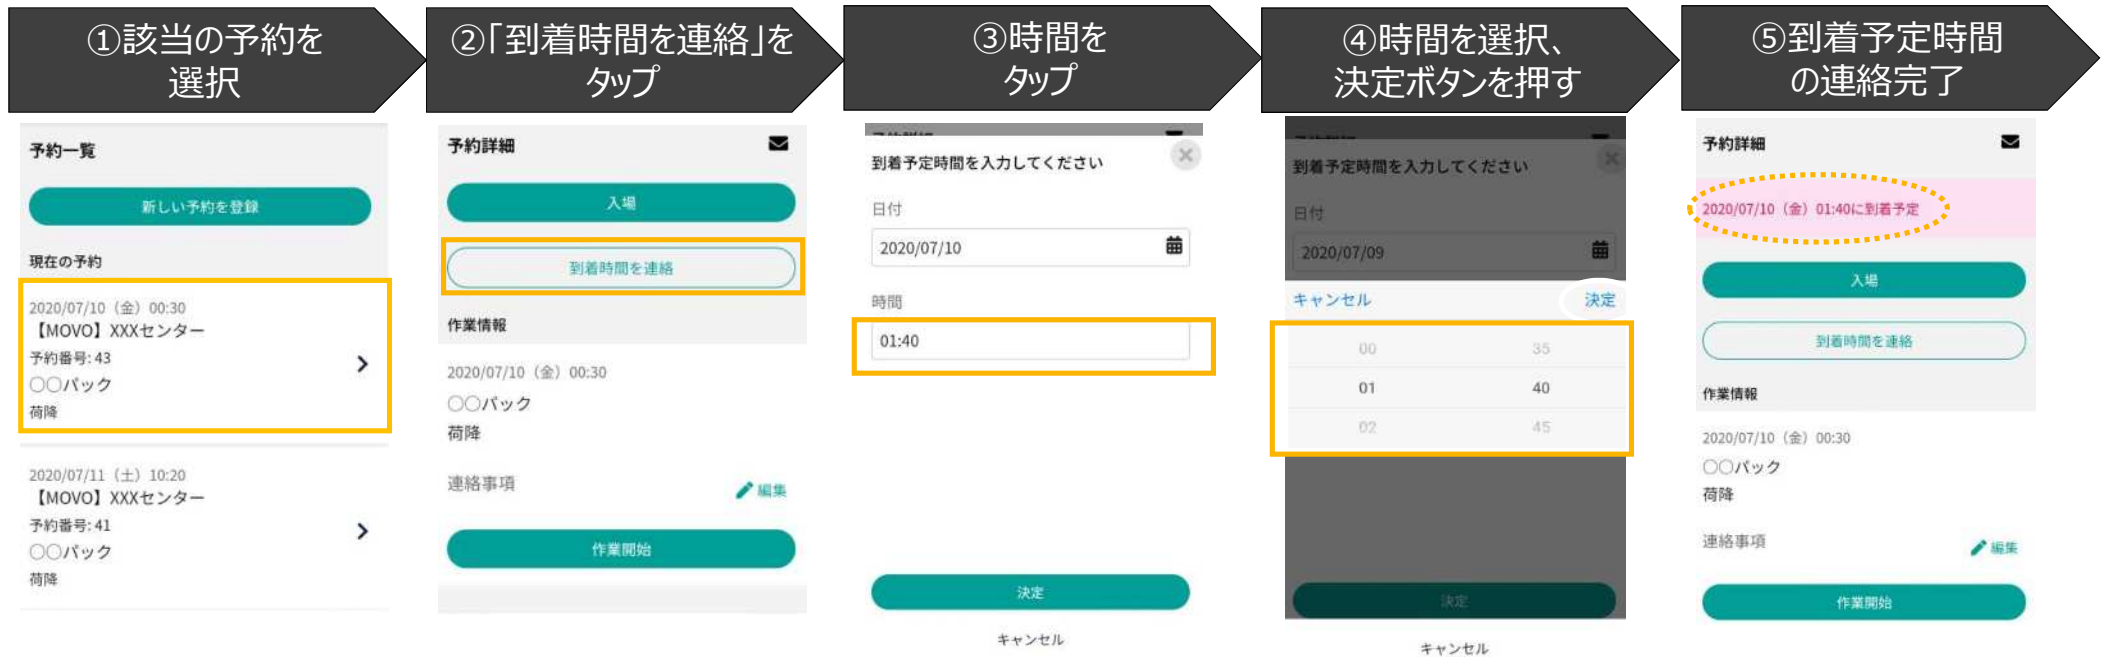 ①該当の予約を
選択
②「到着時間を連絡」を
タップ
③時間を
タップ
④時間を選択、
決定ボタンを押す
⑤到着予定時間
の連絡完了
予約一覧
新しい予約を登録
現在の予約
2020/07/10（金）00:30
【MOVO】XXXセンター
予約番号: 43
○○パック
荷降
2020/07/11（土）10:20
【MOVO】XXXセンター
予約番号: 41
○○パック
荷降
予約詳細
入場
到着時間を連絡
作業情報
2020/07/10（金）00:30
○○パック
荷降
連絡事項
編集
作業開始
到着予定時間を入力してください
日付
2020/07/10
時間
01:40
決定
キャンセル
到着予定時間を入力してください
日付
2020/07/09
キャンセル 決定
00 35
01 40
02 45
決定
キャンセル
予約詳細
2020/07/10（金）01:40に到着予定
入場
到着時間を連絡
作業情報
2020/07/10（金）00:30
○○パック
荷降
連絡事項
編集
作業開始